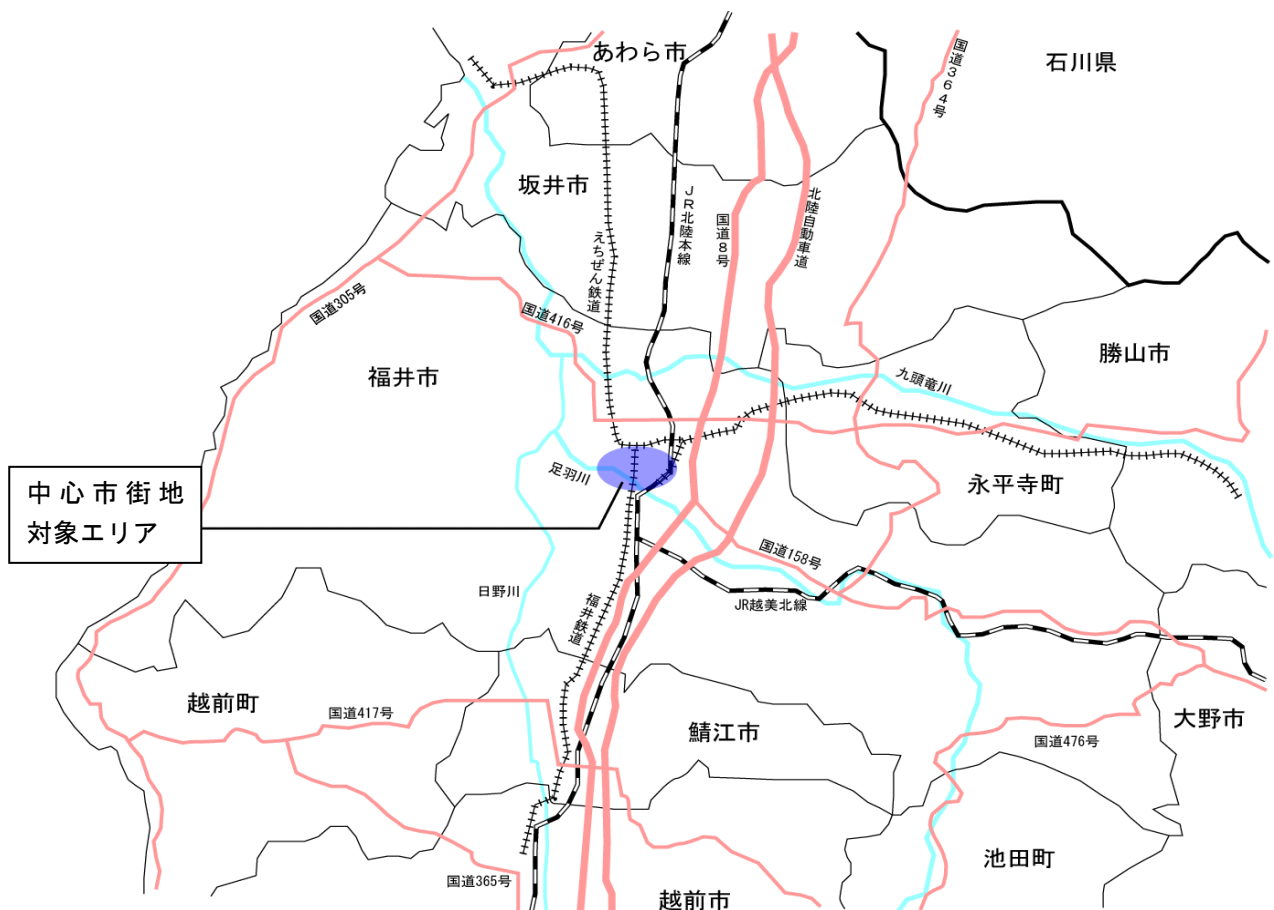 あわら市
石川県
国道３６４号
坂井市
ＪＲ北陸本線
国道８号
北陸自動車道
えちぜん鉄道
国道305号
国道416号
福井市
勝山市
九頭竜川
足羽川
永平寺町
中心市街地
対象エリア
国道158号
日野川
福井鉄道
JR越美北線
越前町
国道417号
鯖江市
大野市
国道476号
池田町
国道365号
越前市